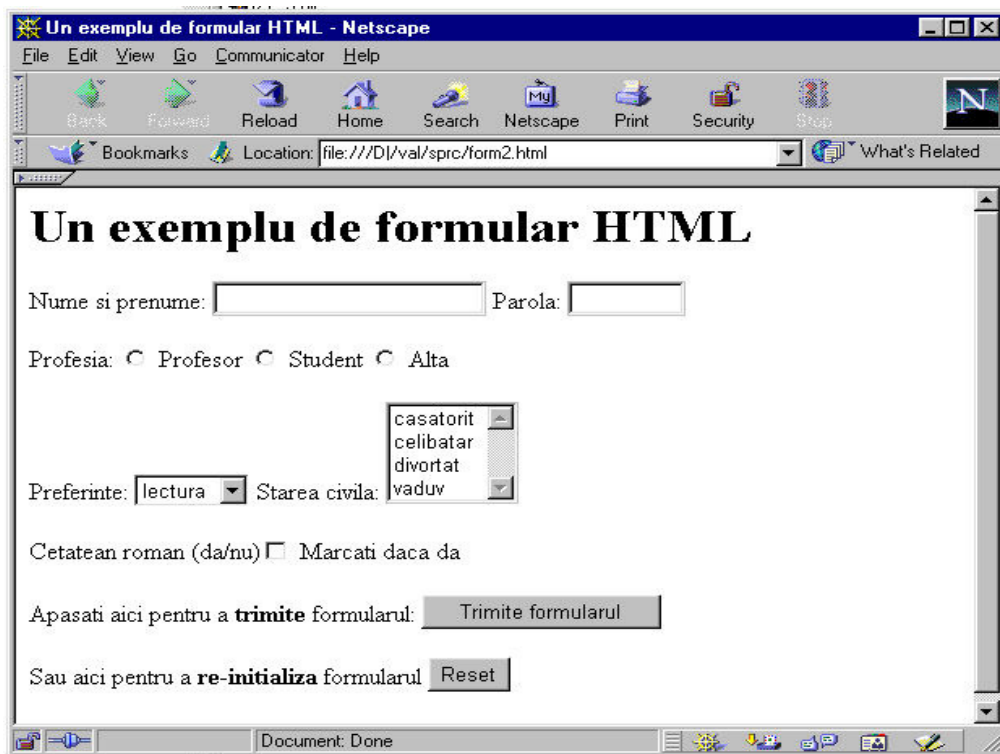 Un exemplu de formular HTML - Netscape
File Edit View Go Communicator Help
Back Forward Reload Home Search Netscape Print Security Stop
My
N
Bookmarks Location: file:///D|/val/sprc/form2.html What's Related
Un exemplu de formular HTML
Nume si prenume: Parola:
Profesia: Profesor Student Alta
casatorit
celibatar
divortat
Preferinte: lectura Starea civila: vaduv
Cetatean roman (da/nu) Marcati daca da
Apasati aici pentru a trimite formularul: Trimite formularul
Sau aici pentru a re-initializa formularul Reset
Document: Done